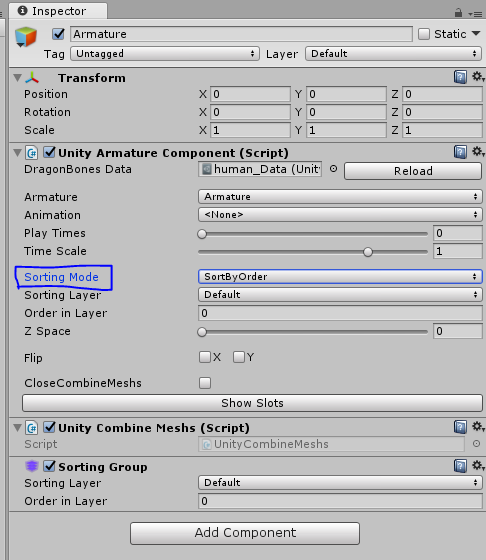 Inspector
Armature
Static
Tag Untagged Layer Default
Transform
Position X 0 Y 0 Z 0
Rotation X 0 Y 0 Z 0
Scale X 1 Y 1 Z 1
Unity Armature Component (Script)
DragonBones Data human_Data (Unit Reload
Armature Armature
Animation <None>
Play Times 0
Time Scale 1
Sorting Mode SortByOrder
Sorting Layer Default
Order in Layer 0
Z Space 0
Flip X Y
CloseCombineMeshs
Show Slots
Unity Combine Meshs (Script)
Script UnityCombineMeshs
Sorting Group
Sorting Layer Default
Order in Layer 0
Add Component